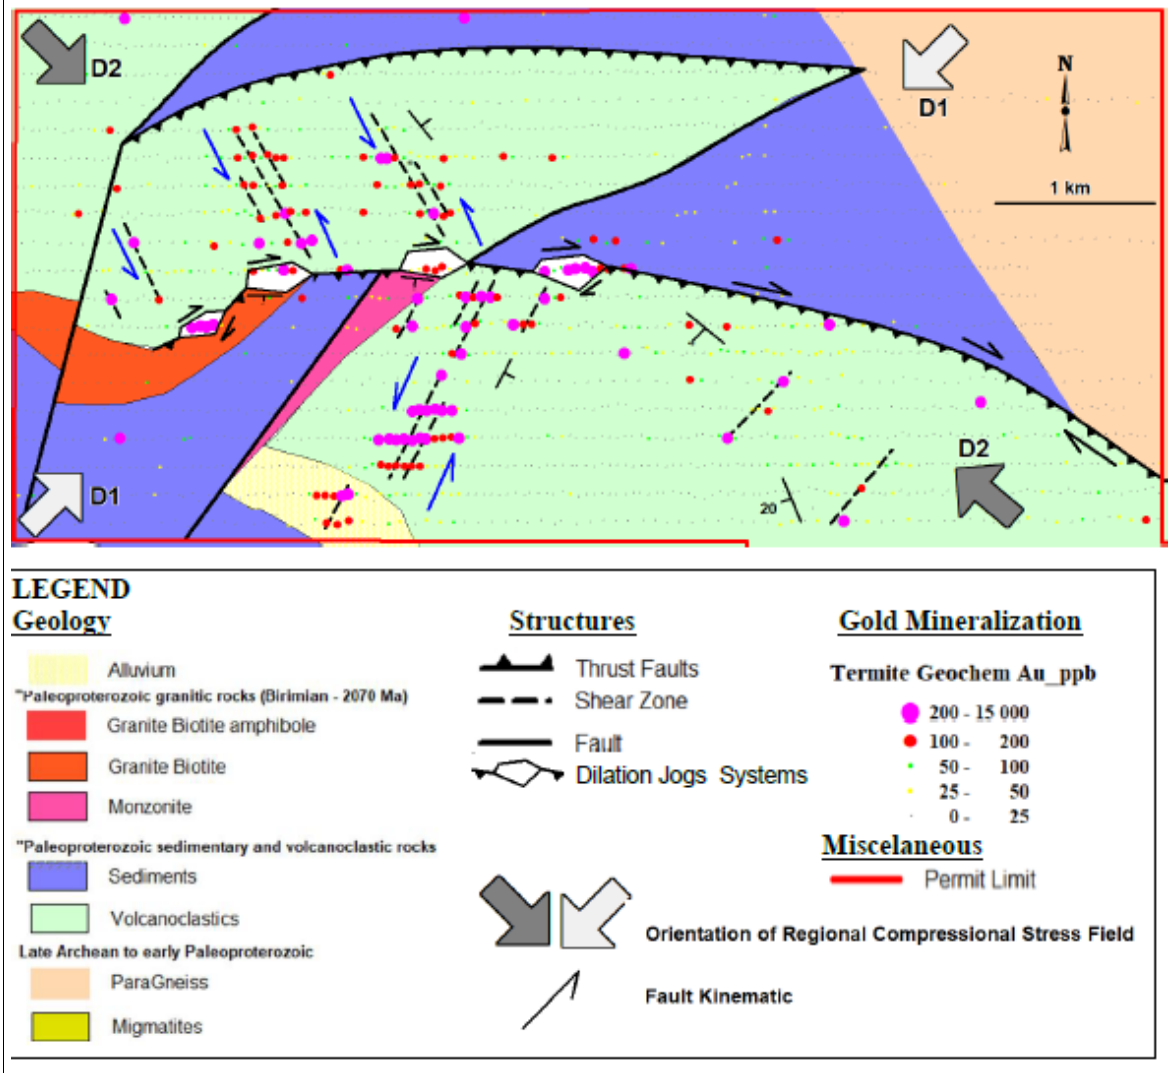 D2
D1
N
1 km
D1
D2
20
LEGEND
Geology
Alluvium
"Paleoproterozoic granitic rocks (Birimian - 2070 Ma)
Granite Biotite amphibole
Granite Biotite
Monzonite
"Paleoproterozoic sedimentary and volcanoclastic rocks
Sediments
Volcanoclastics
Late Archean to early Paleoproterozoic
ParaGneiss
Migmatites
Structures
Thrust Faults
Shear Zone
Fault
Dilation Jogs Systems
Orientation of Regional Compressional Stress Field
Fault Kinematic
Gold Mineralization
Termite Geochem Au_ppb
200 - 15 000
100 - 200
50 - 100
25 - 50
0 - 25
Miscelaneous
Permit Limit